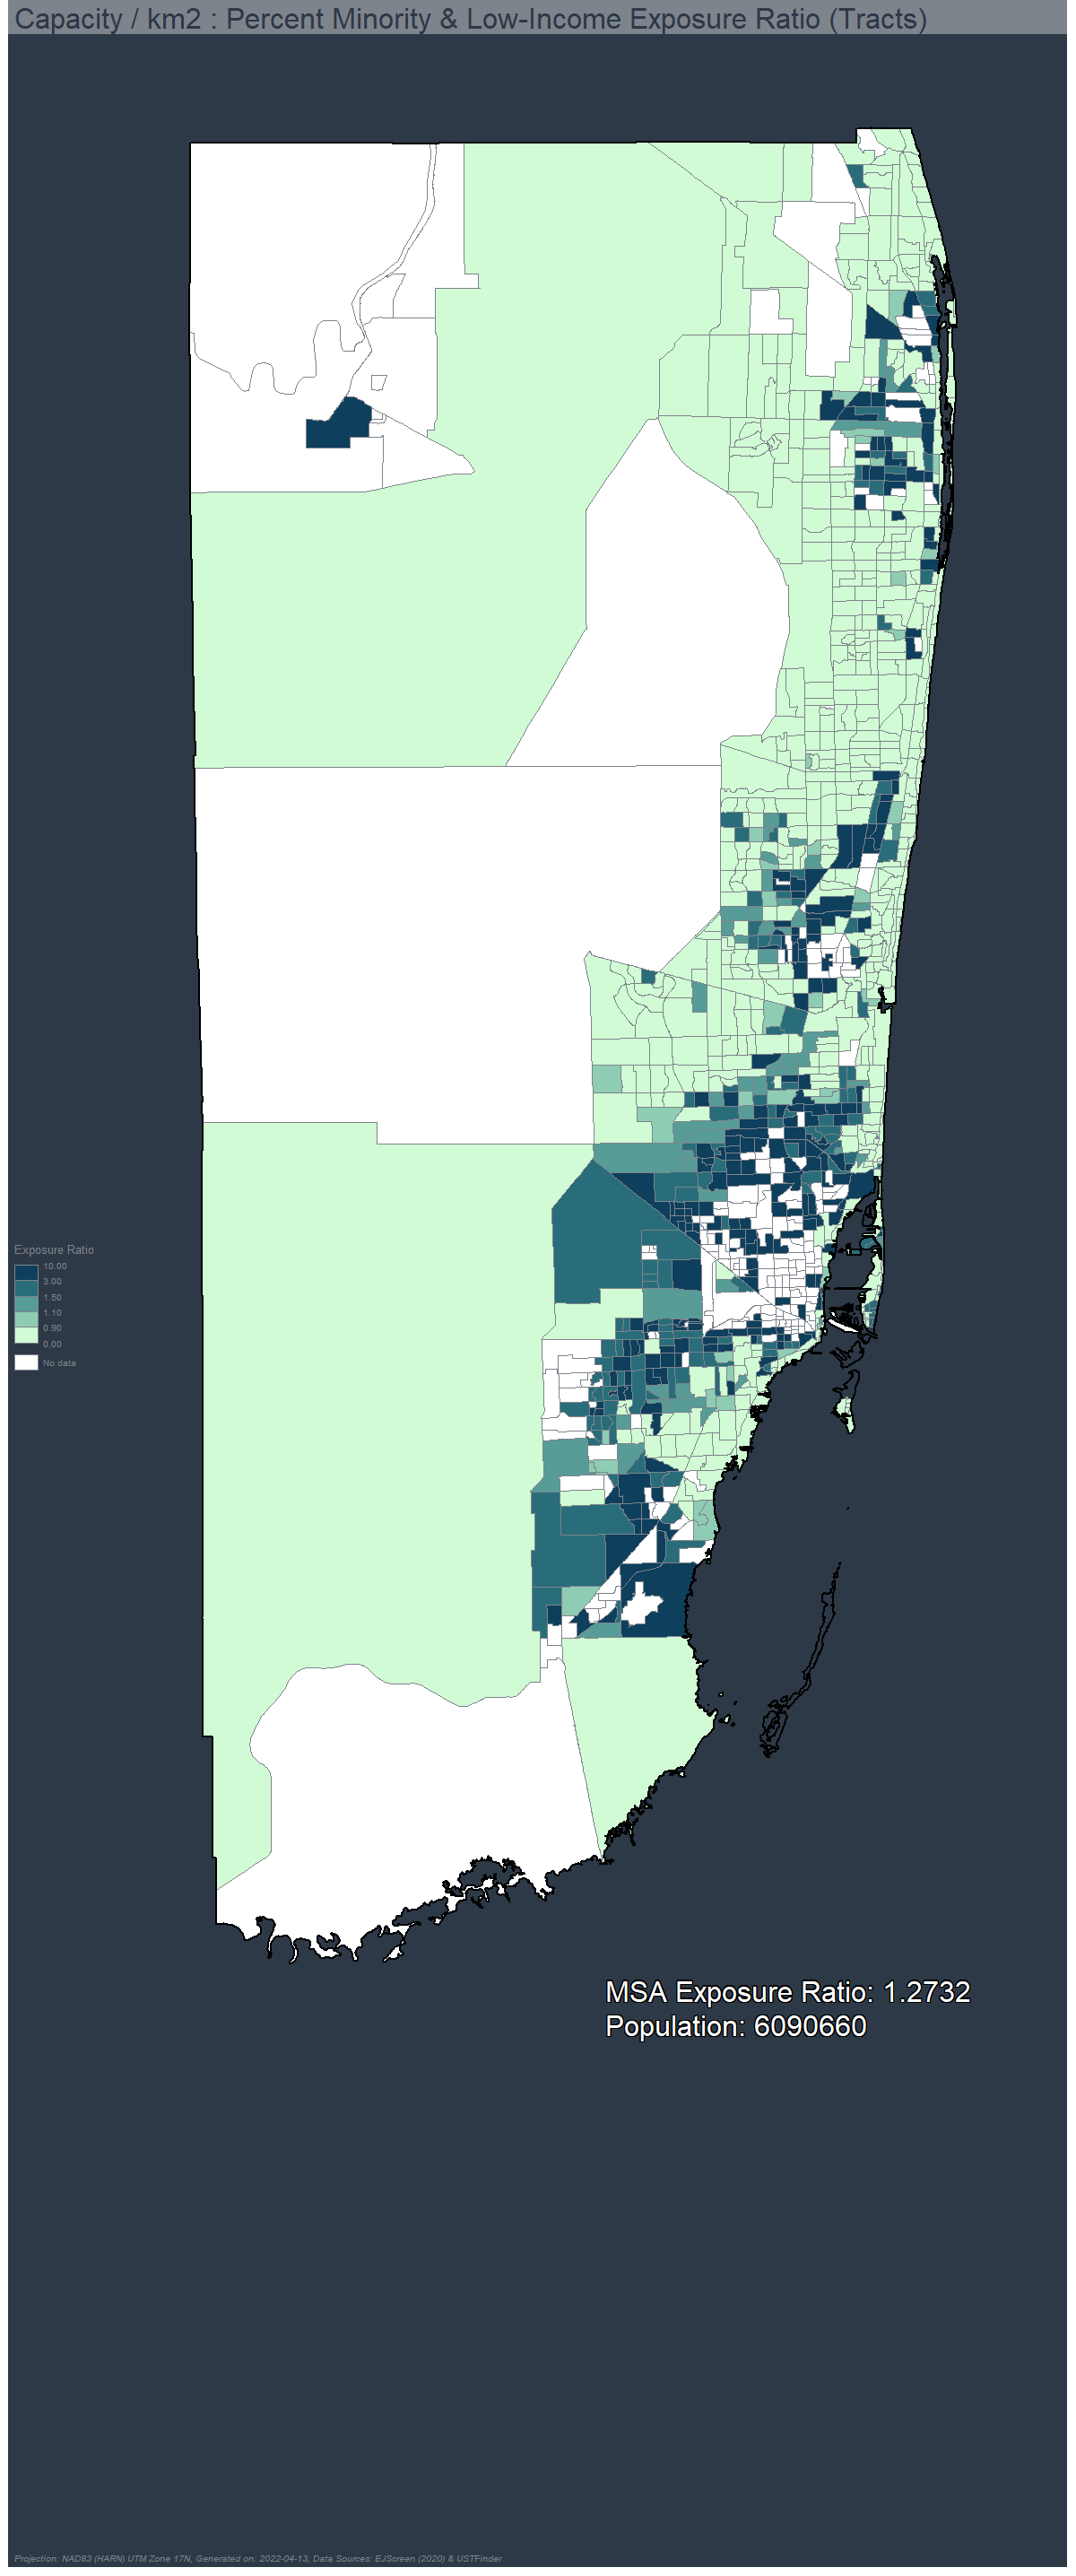 Capacity / km2 : Percent Minority & Low-Income Exposure Ratio (Tracts)
Exposure Ratio
10.00
3.00
1.50
1.10
0.90
0.00
No data
MSA Exposure Ratio: 1.2732
Population: 6090660
Projection: NAD83 (HARN) UTM Zone 17N, Generated on: 2022-04-13, Data Sources: EJScreen (2020) & USTFinder